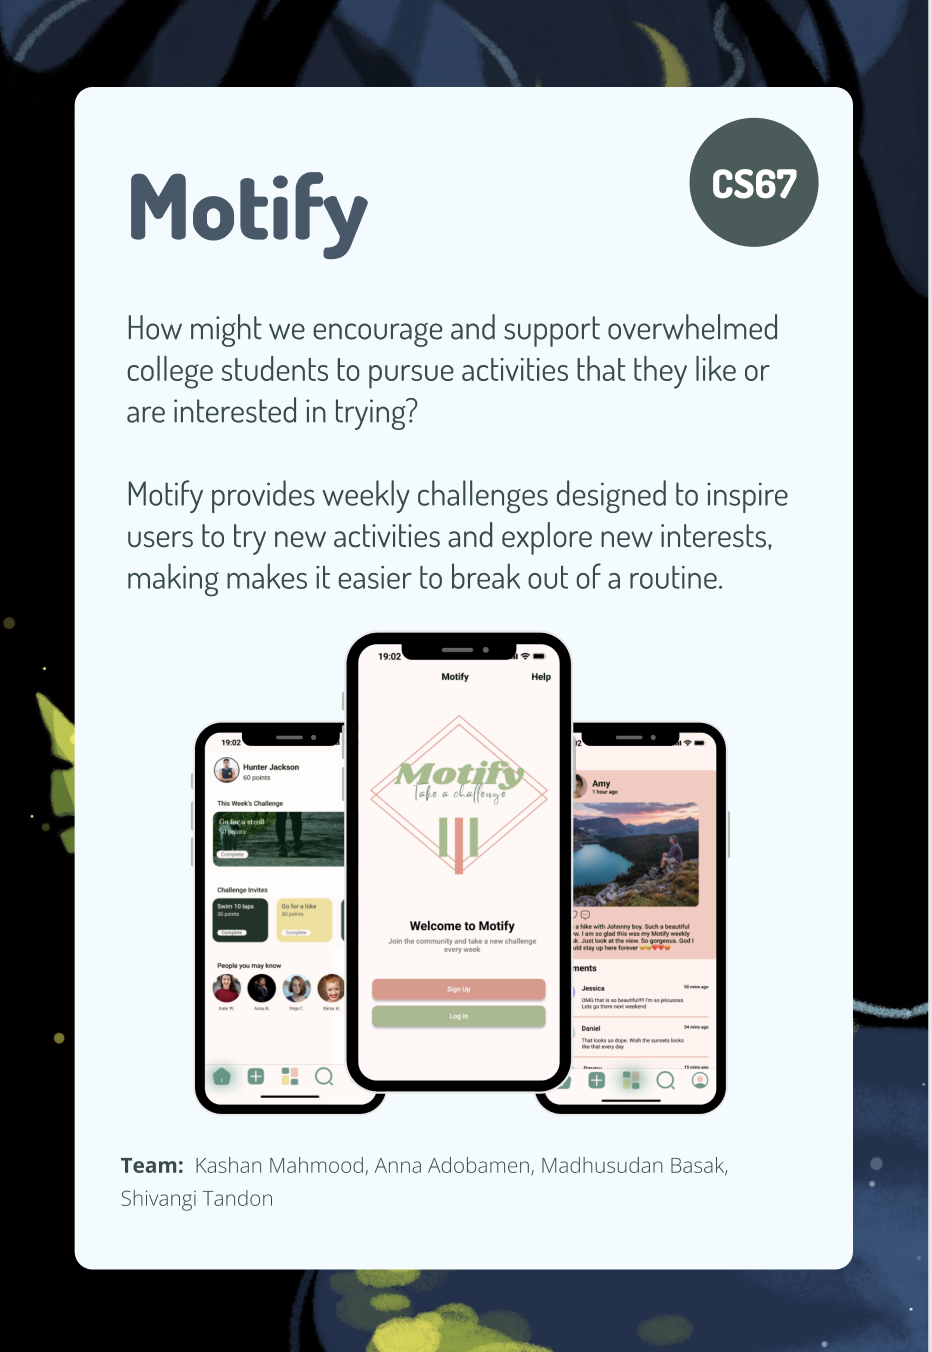 Motify
CS67
How might we encourage and support overwhelmed
college students to pursue activities that they like or
are interested in trying?
Motify provides weekly challenges designed to inspire
users to try new activities and explore new interests,
making makes it easier to break out of a routine.
19:02
Hunter Jackson
60 points
This Week's Challenge
Go for a stroll
50 points
Complete
Challenge Invites
Swim 10 laps
30 points
Complete
Go for a hike
30 points
Complete
People you may know
Kate W.
Anna B.
Elena H.
19:02
Motify
Help
Motify
Take a challenge
Welcome to Motify
Join the community and take a new challenge
every week
Sign Up
Log in
Amy
1 hour ago
a hike with Johnnny boy. Such a beautiful
w. I am so glad this was my Motify weekly
k. Just look at the view. So gorgeous. God I
uld stay up here forever 😍😍❤️❤️😍
ments
Jessica
30 mins ago
OMG that is so beautiful!!!! I'm so jelousssss.
Lets go there next weekend
Daniel
34 mins ago
That looks so dope. Wish the sunsets looks
like that every day.
15 mins ago
Team: Kashan Mahmood, Anna Adobamen, Madhusudan Basak,
Shivangi Tandon